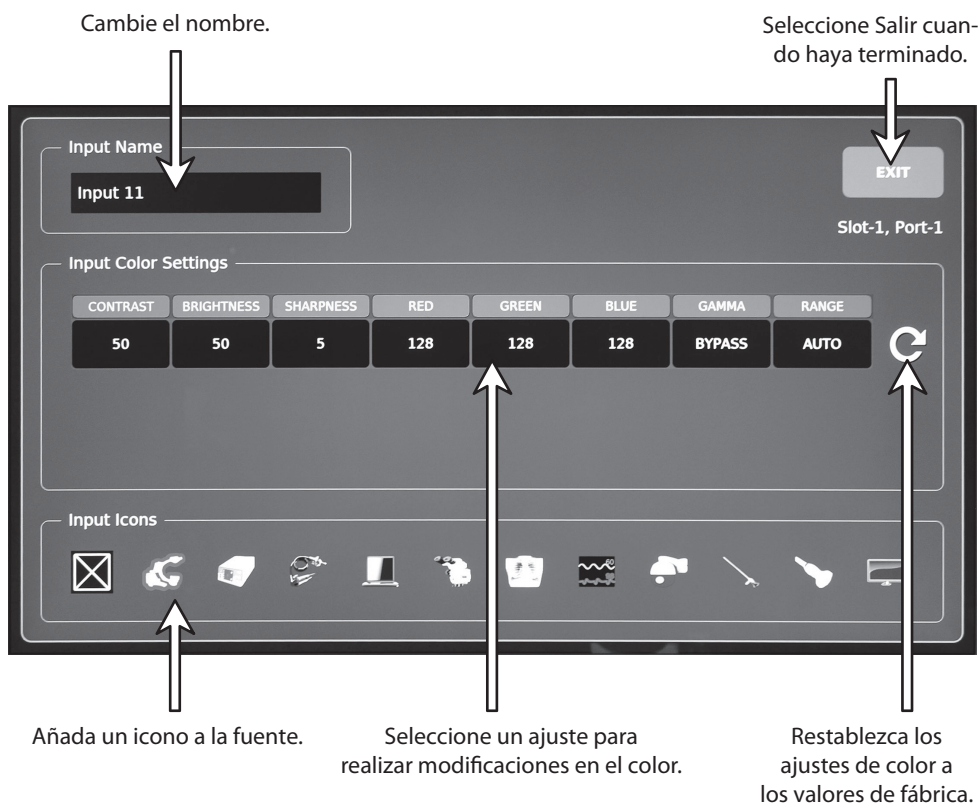 Cambie el nombre.
Seleccione Salir cuan-
do haya terminado.
Input Name
Input 11
EXIT
Slot-1, Port-1
Input Color Settings
CONTRAST BRIGHTNESS SHARPNESS RED GREEN BLUE GAMMA RANGE
50 50 5 128 128 128 BYPASS AUTO
Input Icons
60
Añada un icono a la fuente.
Seleccione un ajuste para
realizar modificaciones en el color.
Restablezca los
ajustes de color a
los valores de fábrica.